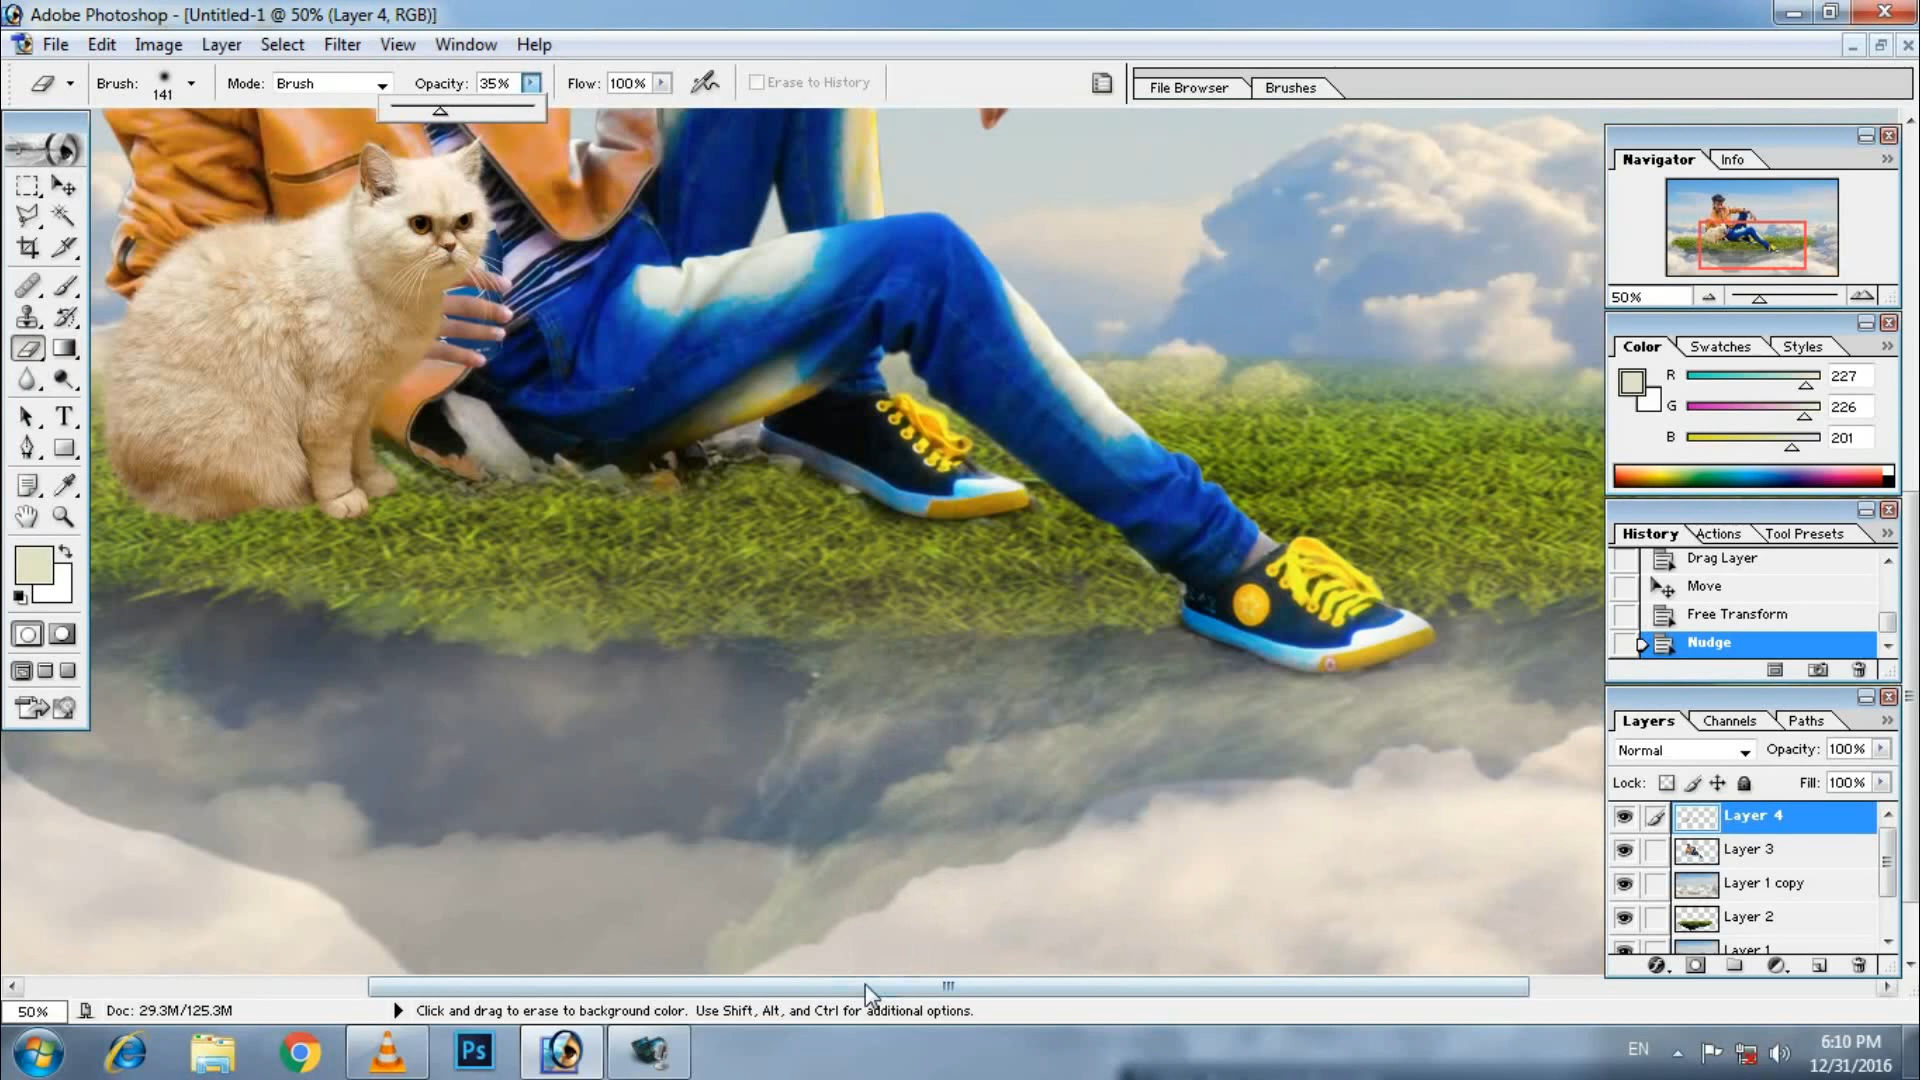 Adobe Photoshop - [Untitled-1 @ 50% (Layer 4, RGB)]
File Edit Image Layer Select Filter View Window Help
Brush: 141 Mode: Brush Opacity: 35% Flow: 100% Erase to History
File Browser Brushes
Navigator Info
50%
Color Swatches Styles
R 227
G 226
B 201
History Actions Tool Presets
Drag Layer
Move
Free Transform
Nudge
Layers Channels Paths
Normal Opacity: 100%
Lock: Fill: 100%
Layer 4
Layer 3
Layer 1 copy
Layer 2
Layer 1
50% Doc: 29.3M/125.3M Click and drag to erase to background color. Use Shift, Alt, and Ctrl for additional options.
Ps
EN 6:10 PM
12/31/2016